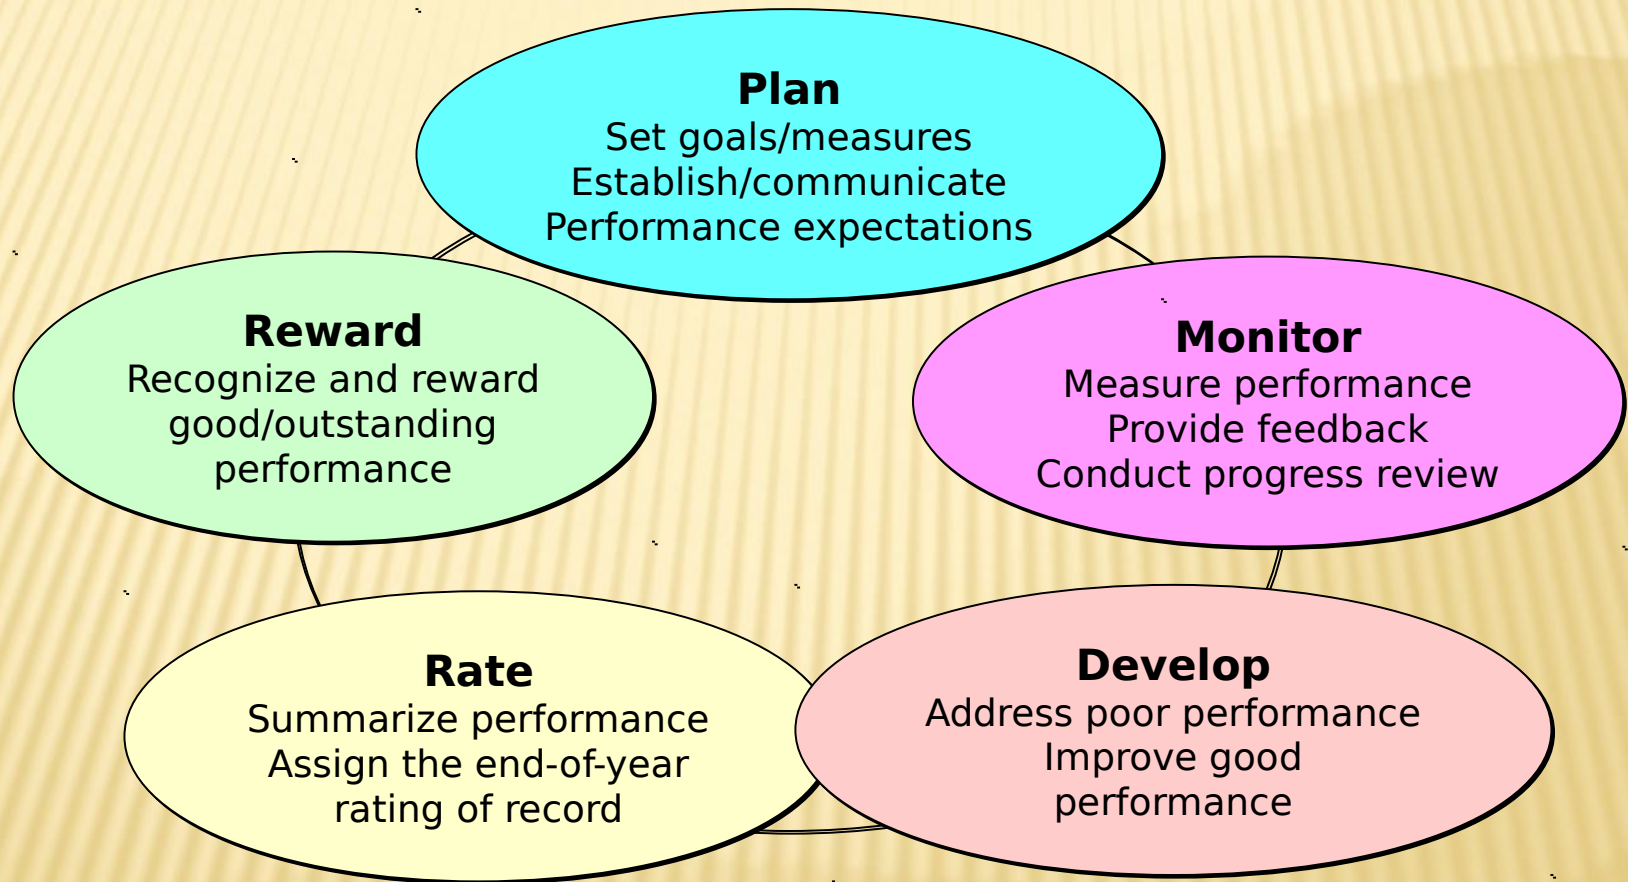 Plan
Set goals/measures
Establish/communicate
Performance expectations
Monitor
Measure performance
Provide feedback
Conduct progress review
Develop
Address poor performance
Improve good
performance
Rate
Summarize performance
Assign the end-of-year
rating of record
Reward
Recognize and reward
good/outstanding
performance